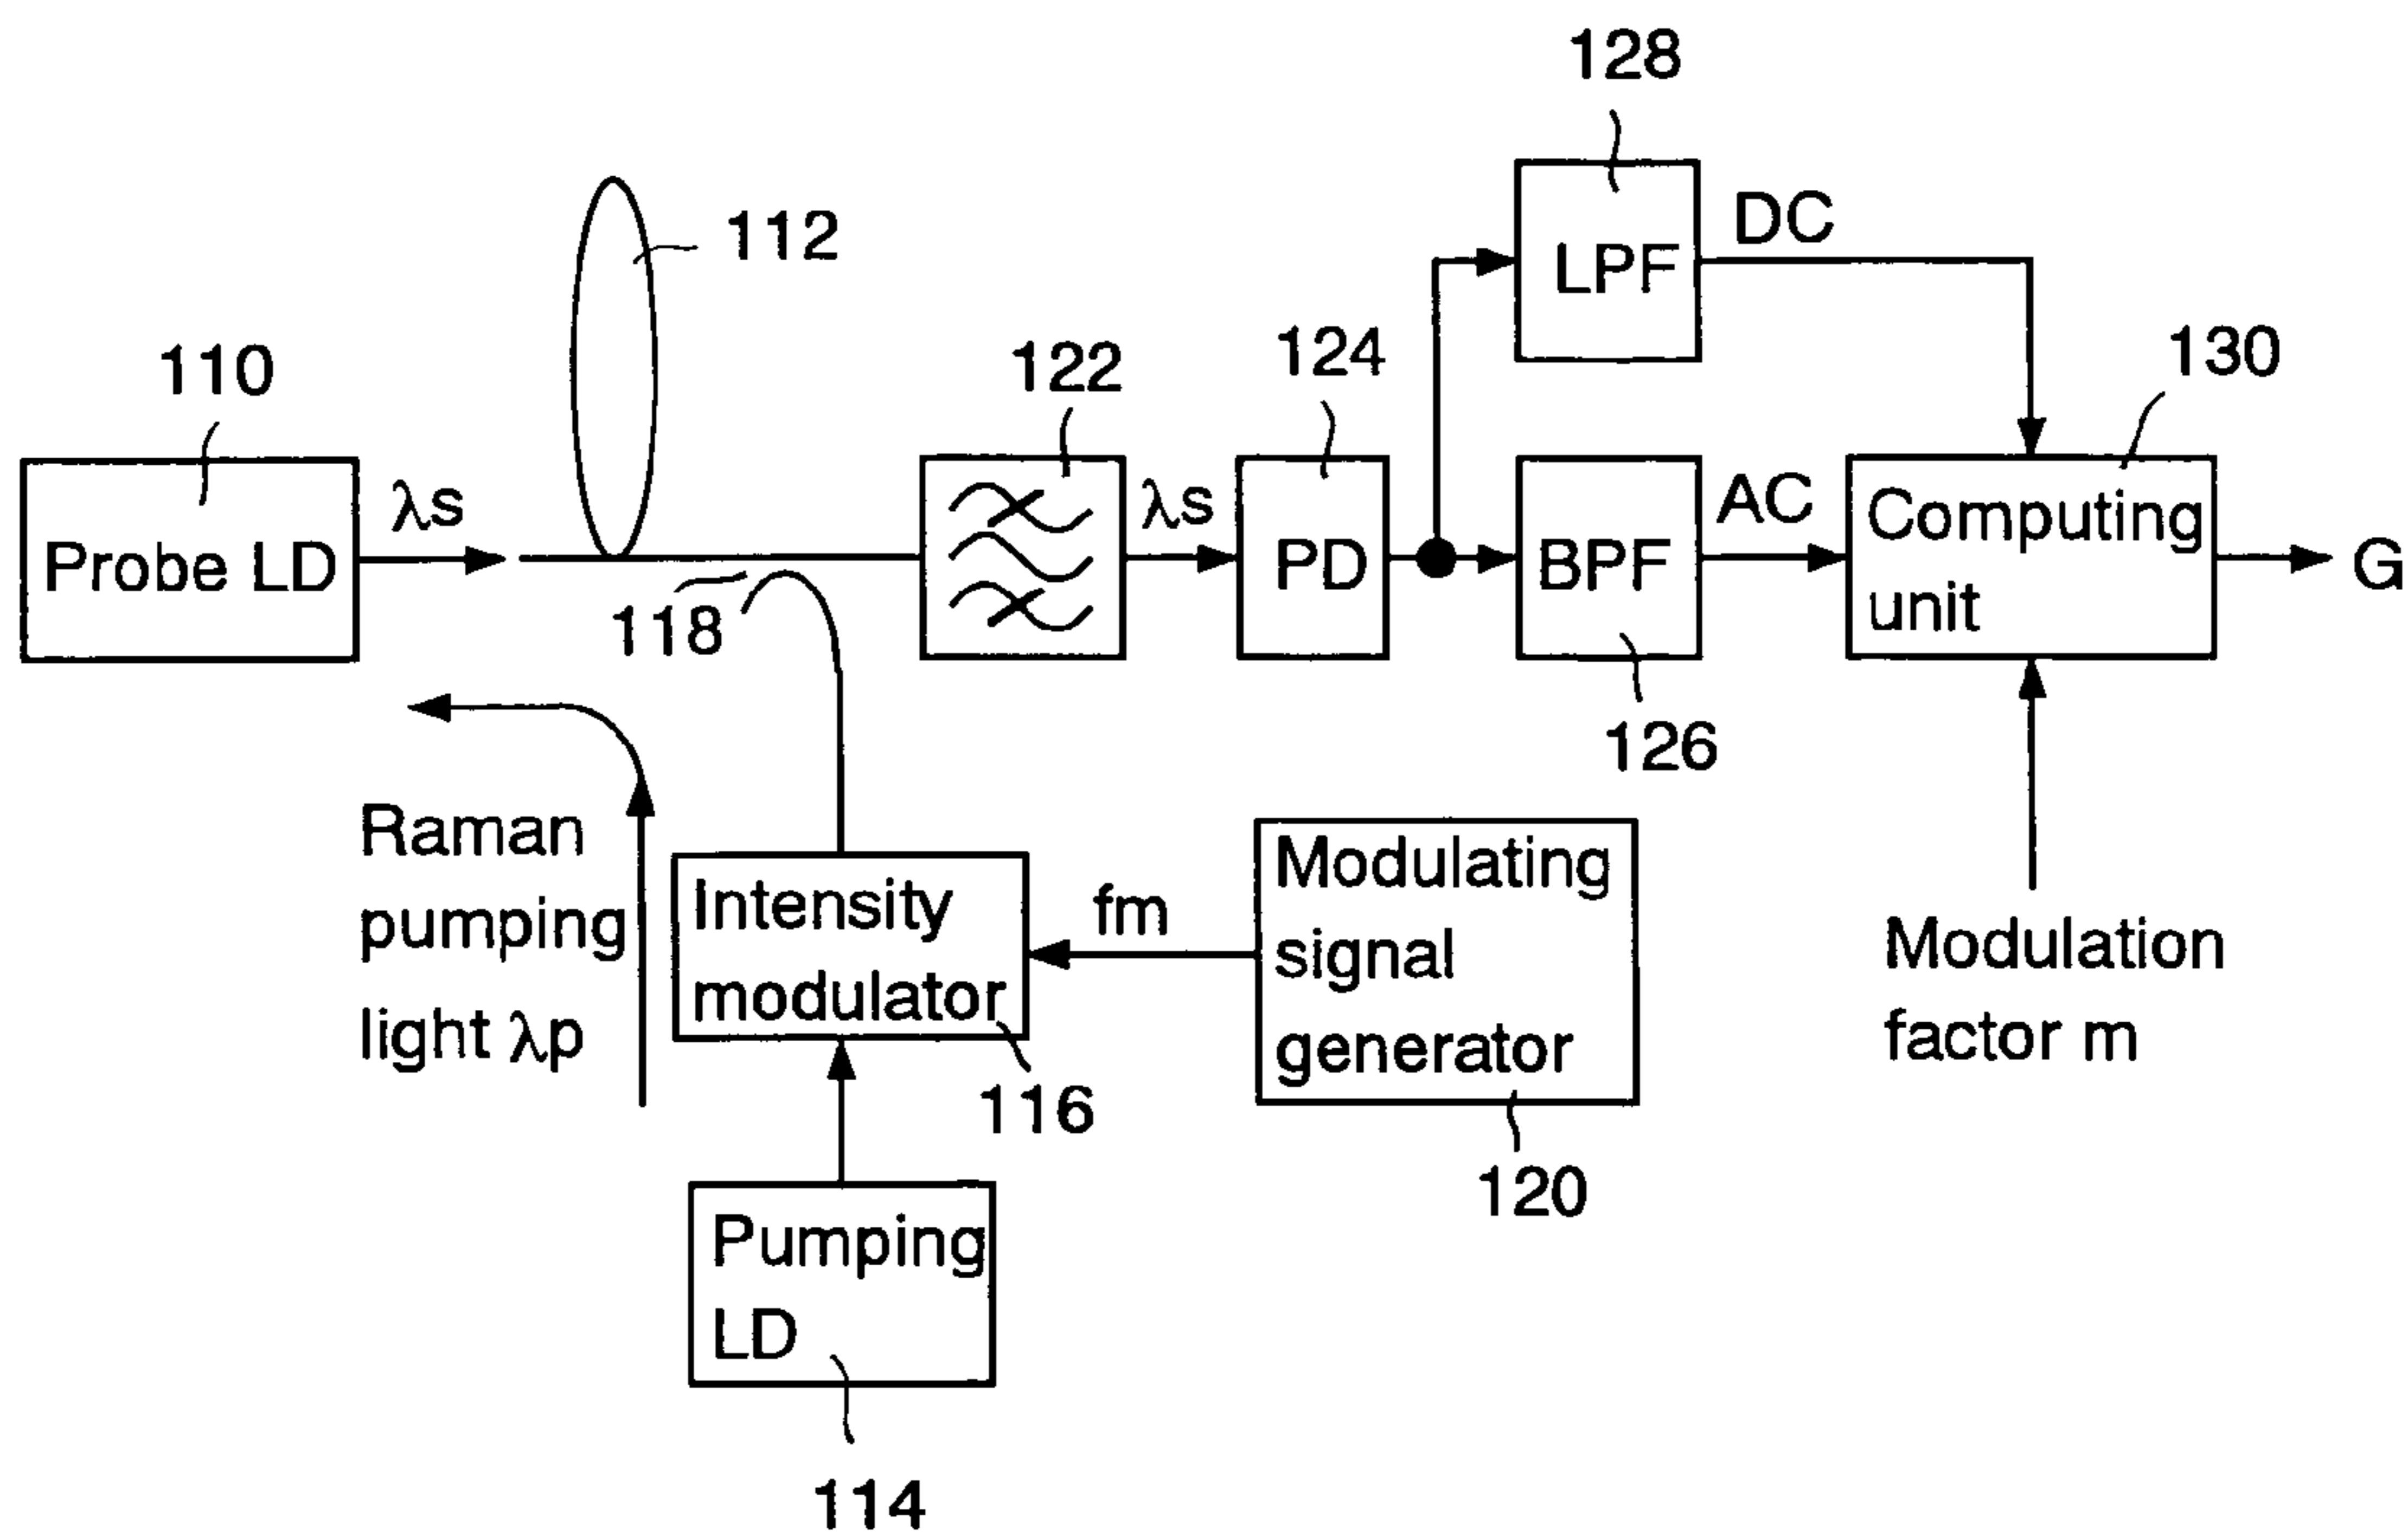 128
112
DC
LPF
110
122
124
130
λs
λs
AC
Probe LD
PD
BPF
Computing
unit
G
118
126
Raman
pumping
light λp
Intensity
modulator
fm
Modulating
signal
generator
Modulation
factor m
116
120
Pumping
LD
114